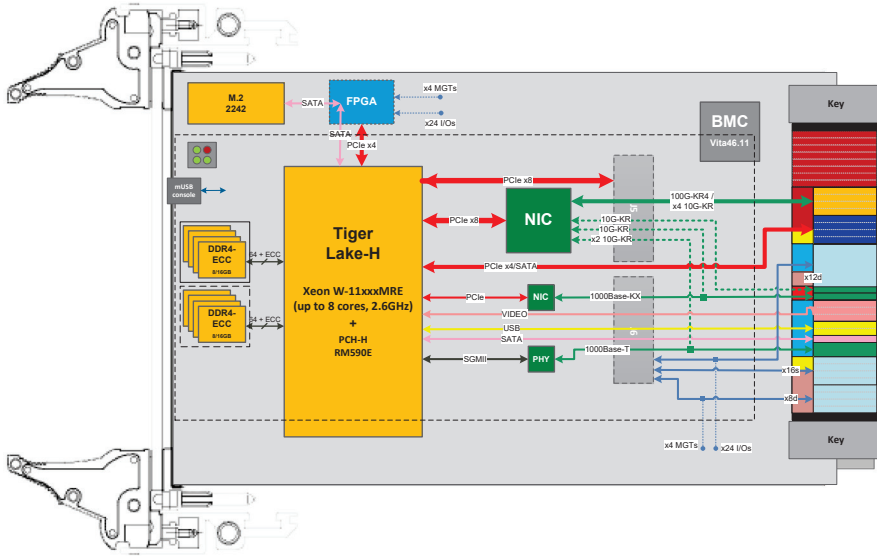 Key
M.2
2242
SATA
FPGA
x4 MGTs
x24 I/Os
SATA
PCIe x4
BMC
Vita46.11
mUSB
console
PCIe x8
J5
100G-KR4 /
x4 10G-KR
PCIe x8
NIC
10G-KR
10G-KR
x2 10G-KR
Tiger
Lake-H
Xeon W-11xxxMRE
(up to 8 cores, 2.6GHz)
+
PCH-H
RM590E
DDR4-
ECC
8/16GB
64 + ECC
DDR4-
ECC
8/16GB
64 + ECC
PCIe x4/SATA
x12d
PCIe
NIC
1000Base-KX
VIDEO
J6
USB
SATA
SGMII
PHY
1000Base-T
x16s
x8d
x4 MGTs
x24 I/Os
Key